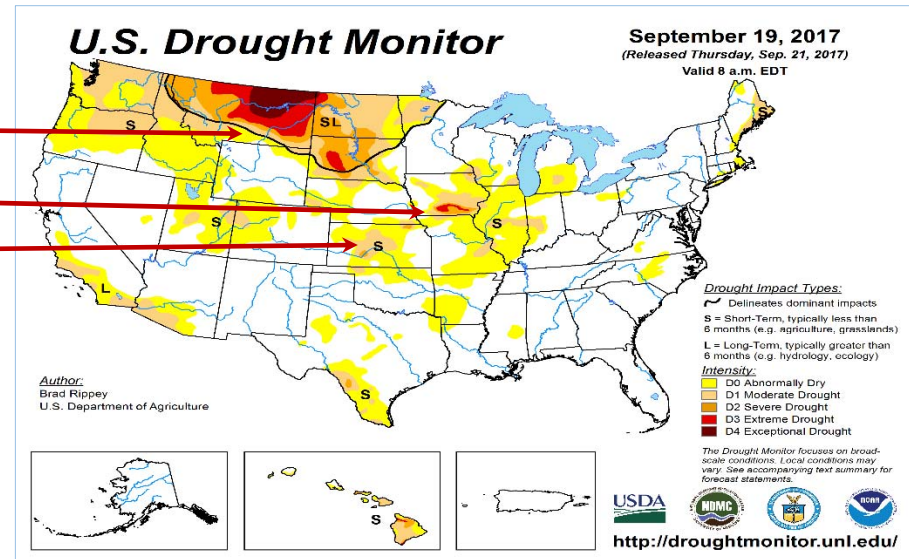 U.S. Drought Monitor
September 19, 2017
(Released Thursday, Sep. 21, 2017)
Valid 8 a.m. EDT
S
SL
S
S
S
S
S
L
S
S
Drought Impact Types:
Delineates dominant impacts
S = Short-Term, typically less than
6 months (e.g. agriculture, grasslands)
L = Long-Term, typically greater than
6 months (e.g. hydrology, ecology)
Intensity:
D0 Abnormally Dry
D1 Moderate Drought
D2 Severe Drought
D3 Extreme Drought
D4 Exceptional Drought
Author:
Brad Rippey
U.S. Department of Agriculture
The Drought Monitor focuses on broad-
scale conditions. Local conditions may
vary. See accompanying text summary for
forecast statements.
USDA
NDMC
http://droughtmonitor.unl.edu/